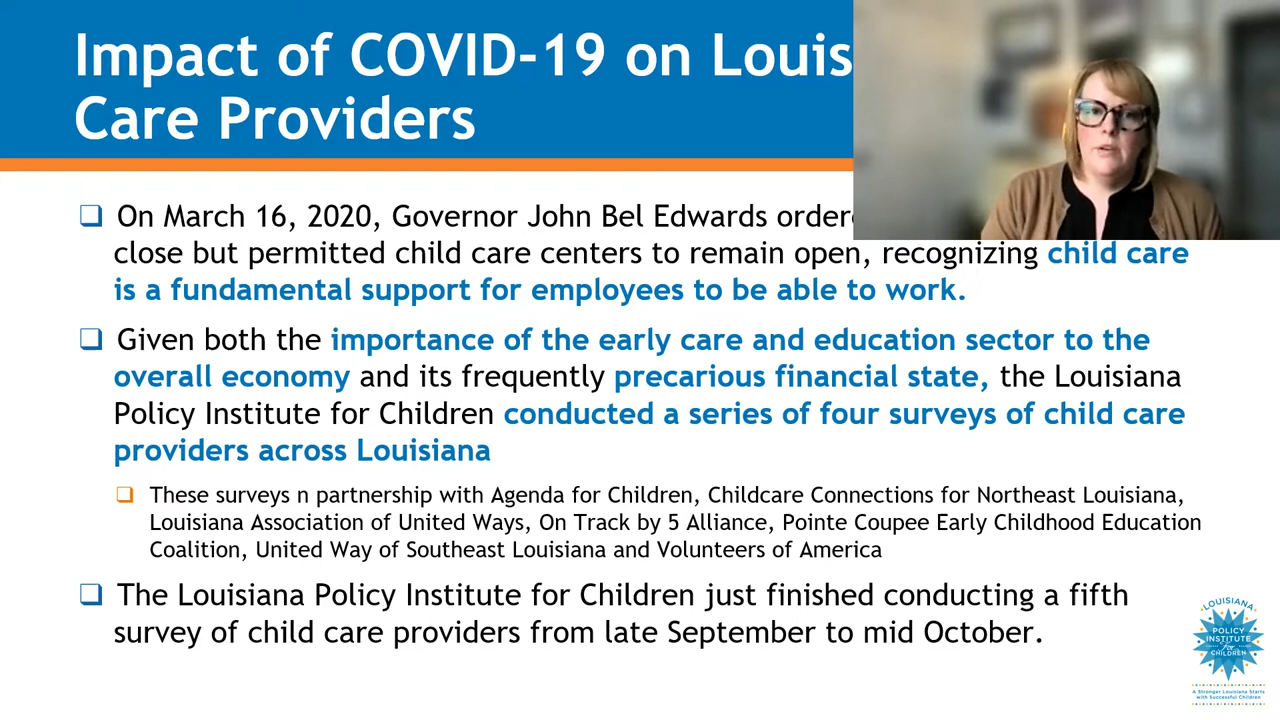 Impact of COVID-19 on Louis
Care Providers
❑ On March 16, 2020, Governor John Bel Edwards
close but permitted child care centers to remain open, recognizing child care
is a fundamental support for employees to be able to work.
❑ Given both the importance of the early care and education sector to the
overall economy and its frequently precarious financial state, the Louisiana
Policy Institute for Children conducted a series of four surveys of child care
providers across Louisiana
❑ These surveys n partnership with Agenda for Children, Childcare Connections for Northeast Louisiana,
Louisiana Association of United Ways, On Track by 5 Alliance, Pointe Coupee Early Childhood Education
Coalition, United Way of Southeast Louisiana and Volunteers of America
❑ The Louisiana Policy Institute for Children just finished conducting a fifth
survey of child care providers from late September to mid October.
LOUISIANA
POLICY
INSTITUTE
for
CHILDREN
A Stronger Louisiana Starts
with Successful Children